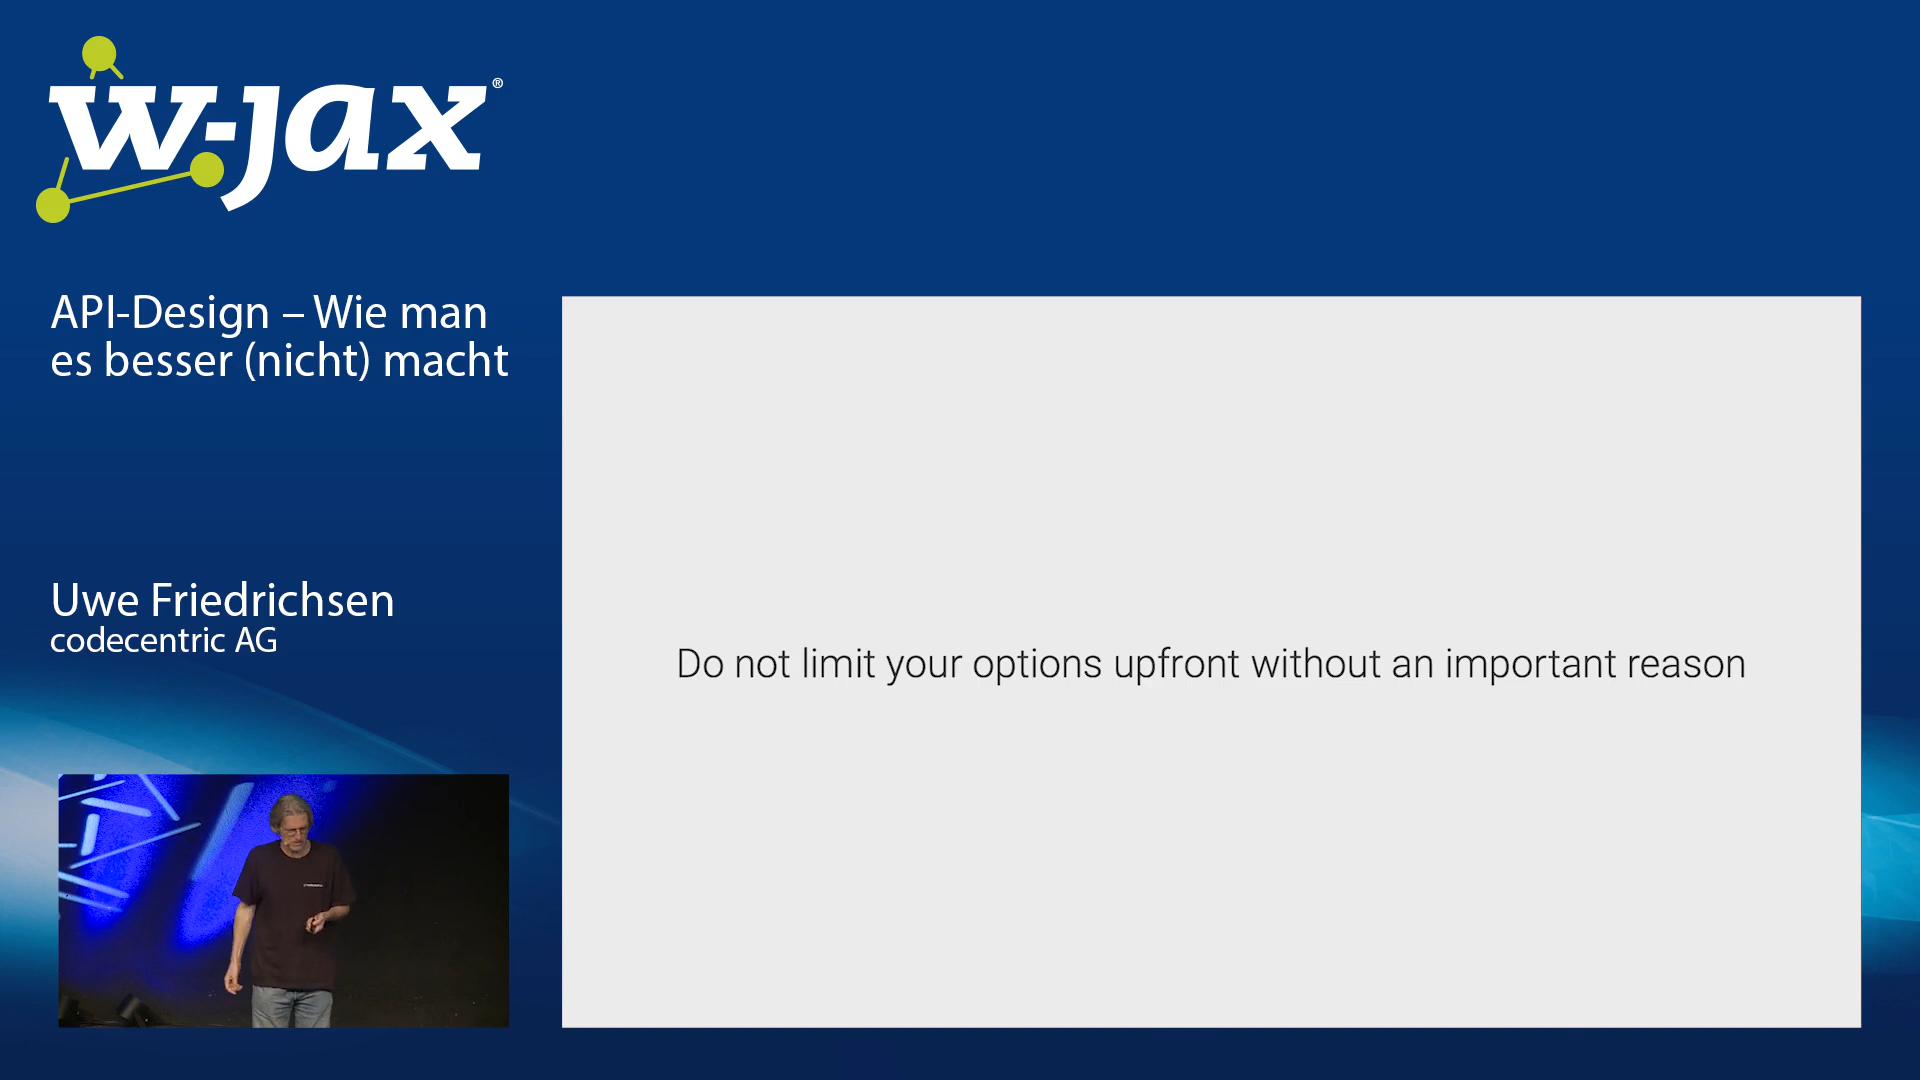 w-jax®
API-Design – Wie man
es besser (nicht) macht
Uwe Friedrichsen
codecentric AG
Do not limit your options upfront without an important reason